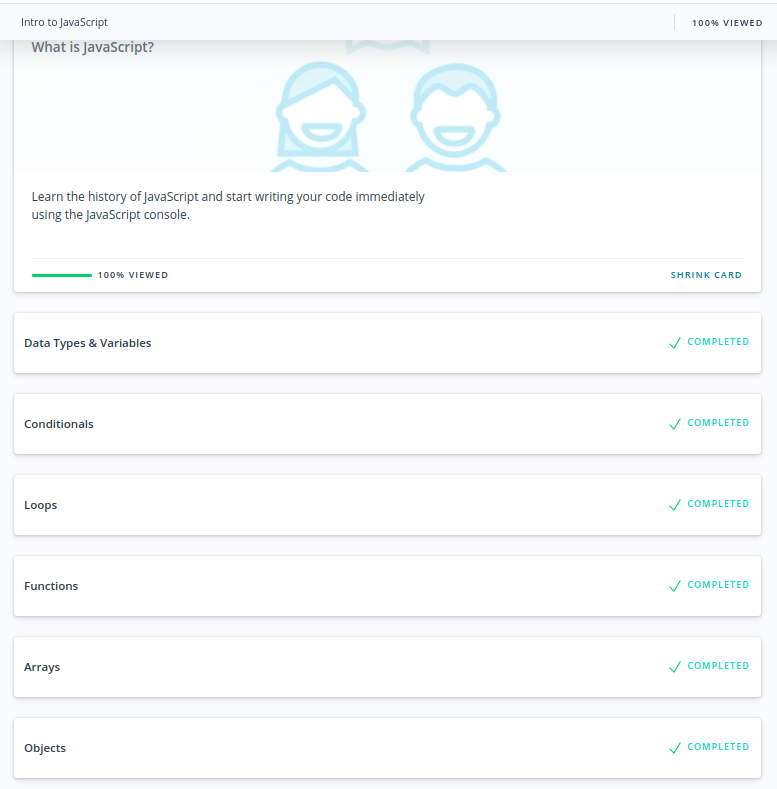 Intro to JavaScript
100% VIEWED
What is JavaScript?
Learn the history of JavaScript and start writing your code immediately
using the JavaScript console.
100% VIEWED
SHRINK CARD
Data Types & Variables
COMPLETED
Conditionals
COMPLETED
Loops
COMPLETED
Functions
COMPLETED
Arrays
COMPLETED
Objects
COMPLETED